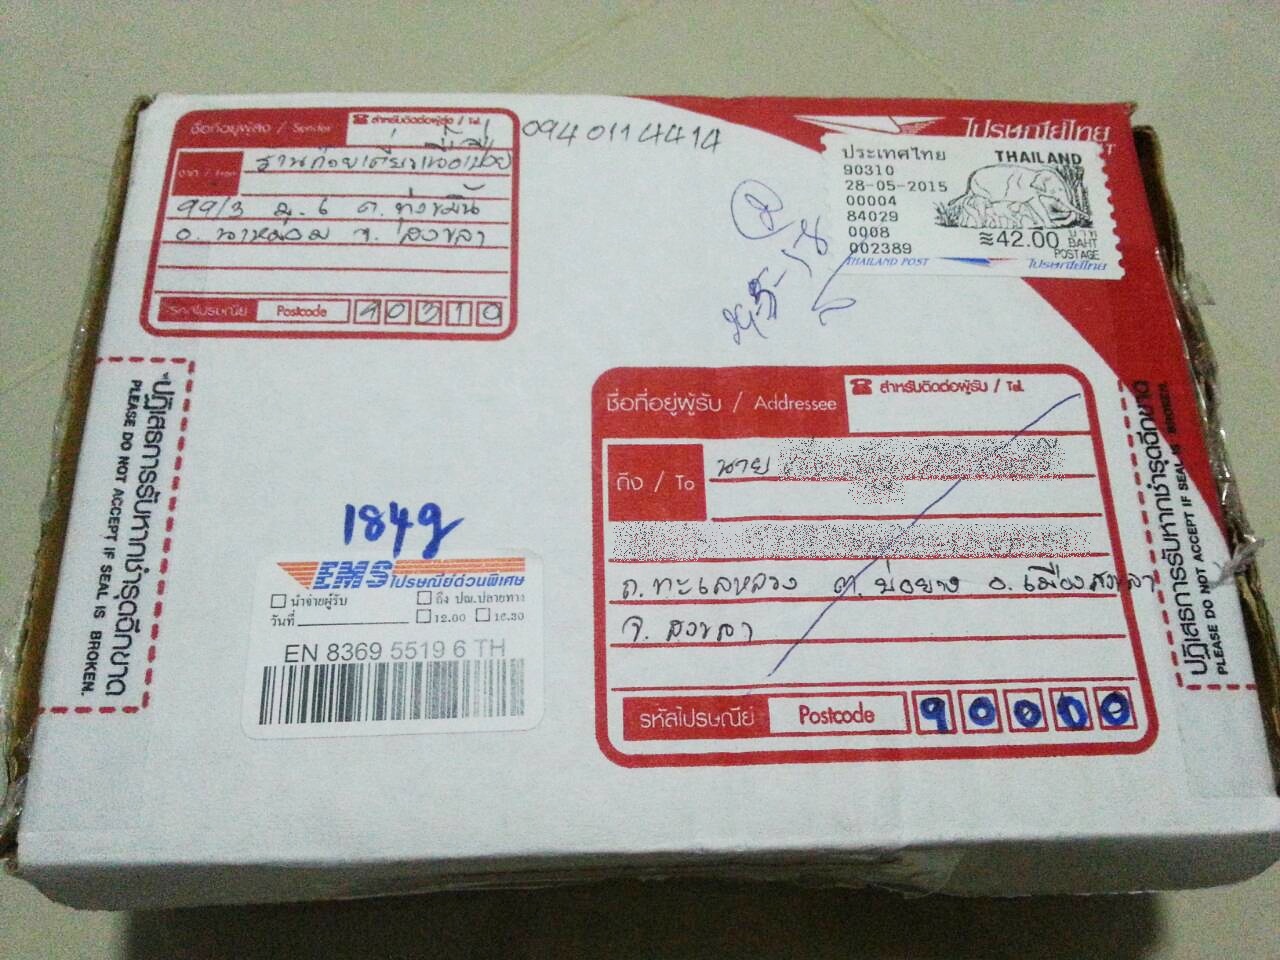 ชื่อที่อยู่ผู้ส่ง / Sender
สำหรับติดต่อผู้ส่ง / Tel.
0940114414
จาก / From
99/3 ม.6 ต.ทุ่งขมิ้น
อ.นาหม่อม จ.สงขลา
รหัสไปรษณีย์ Postcode 90310
ไปรษณีย์ไทย
ประเทศไทย THAILAND
90310
28-05-2015
00004
84029
0008
002389
≋42.00 บาท BAHT
POSTAGE
THAILAND POST ไปรษณีย์ไทย
ปฏิเสธการรับหากชำรุดฉีกขาด
PLEASE DO NOT ACCEPT IF SEAL IS BROKEN.
ชื่อที่อยู่ผู้รับ / Addressee
สำหรับติดต่อผู้รับ / Tel.
ถึง / To
นาย
ถ.ทะเลหลวง ต.บ่อยาง อ.เมืองสงขลา
จ.สงขลา
รหัสไปรษณีย์ Postcode 90000
ปฏิเสธการรับหากชำรุดฉีกขาด
PLEASE DO NOT ACCEPT IF SEAL IS BROKEN.
184g
EMS ไปรษณีย์ด่วนพิเศษ
นำจ่ายผู้รับ ถึง ปณ.ปลายทาง
วันที่ 12.00 16.30
EN 8369 5519 6 TH